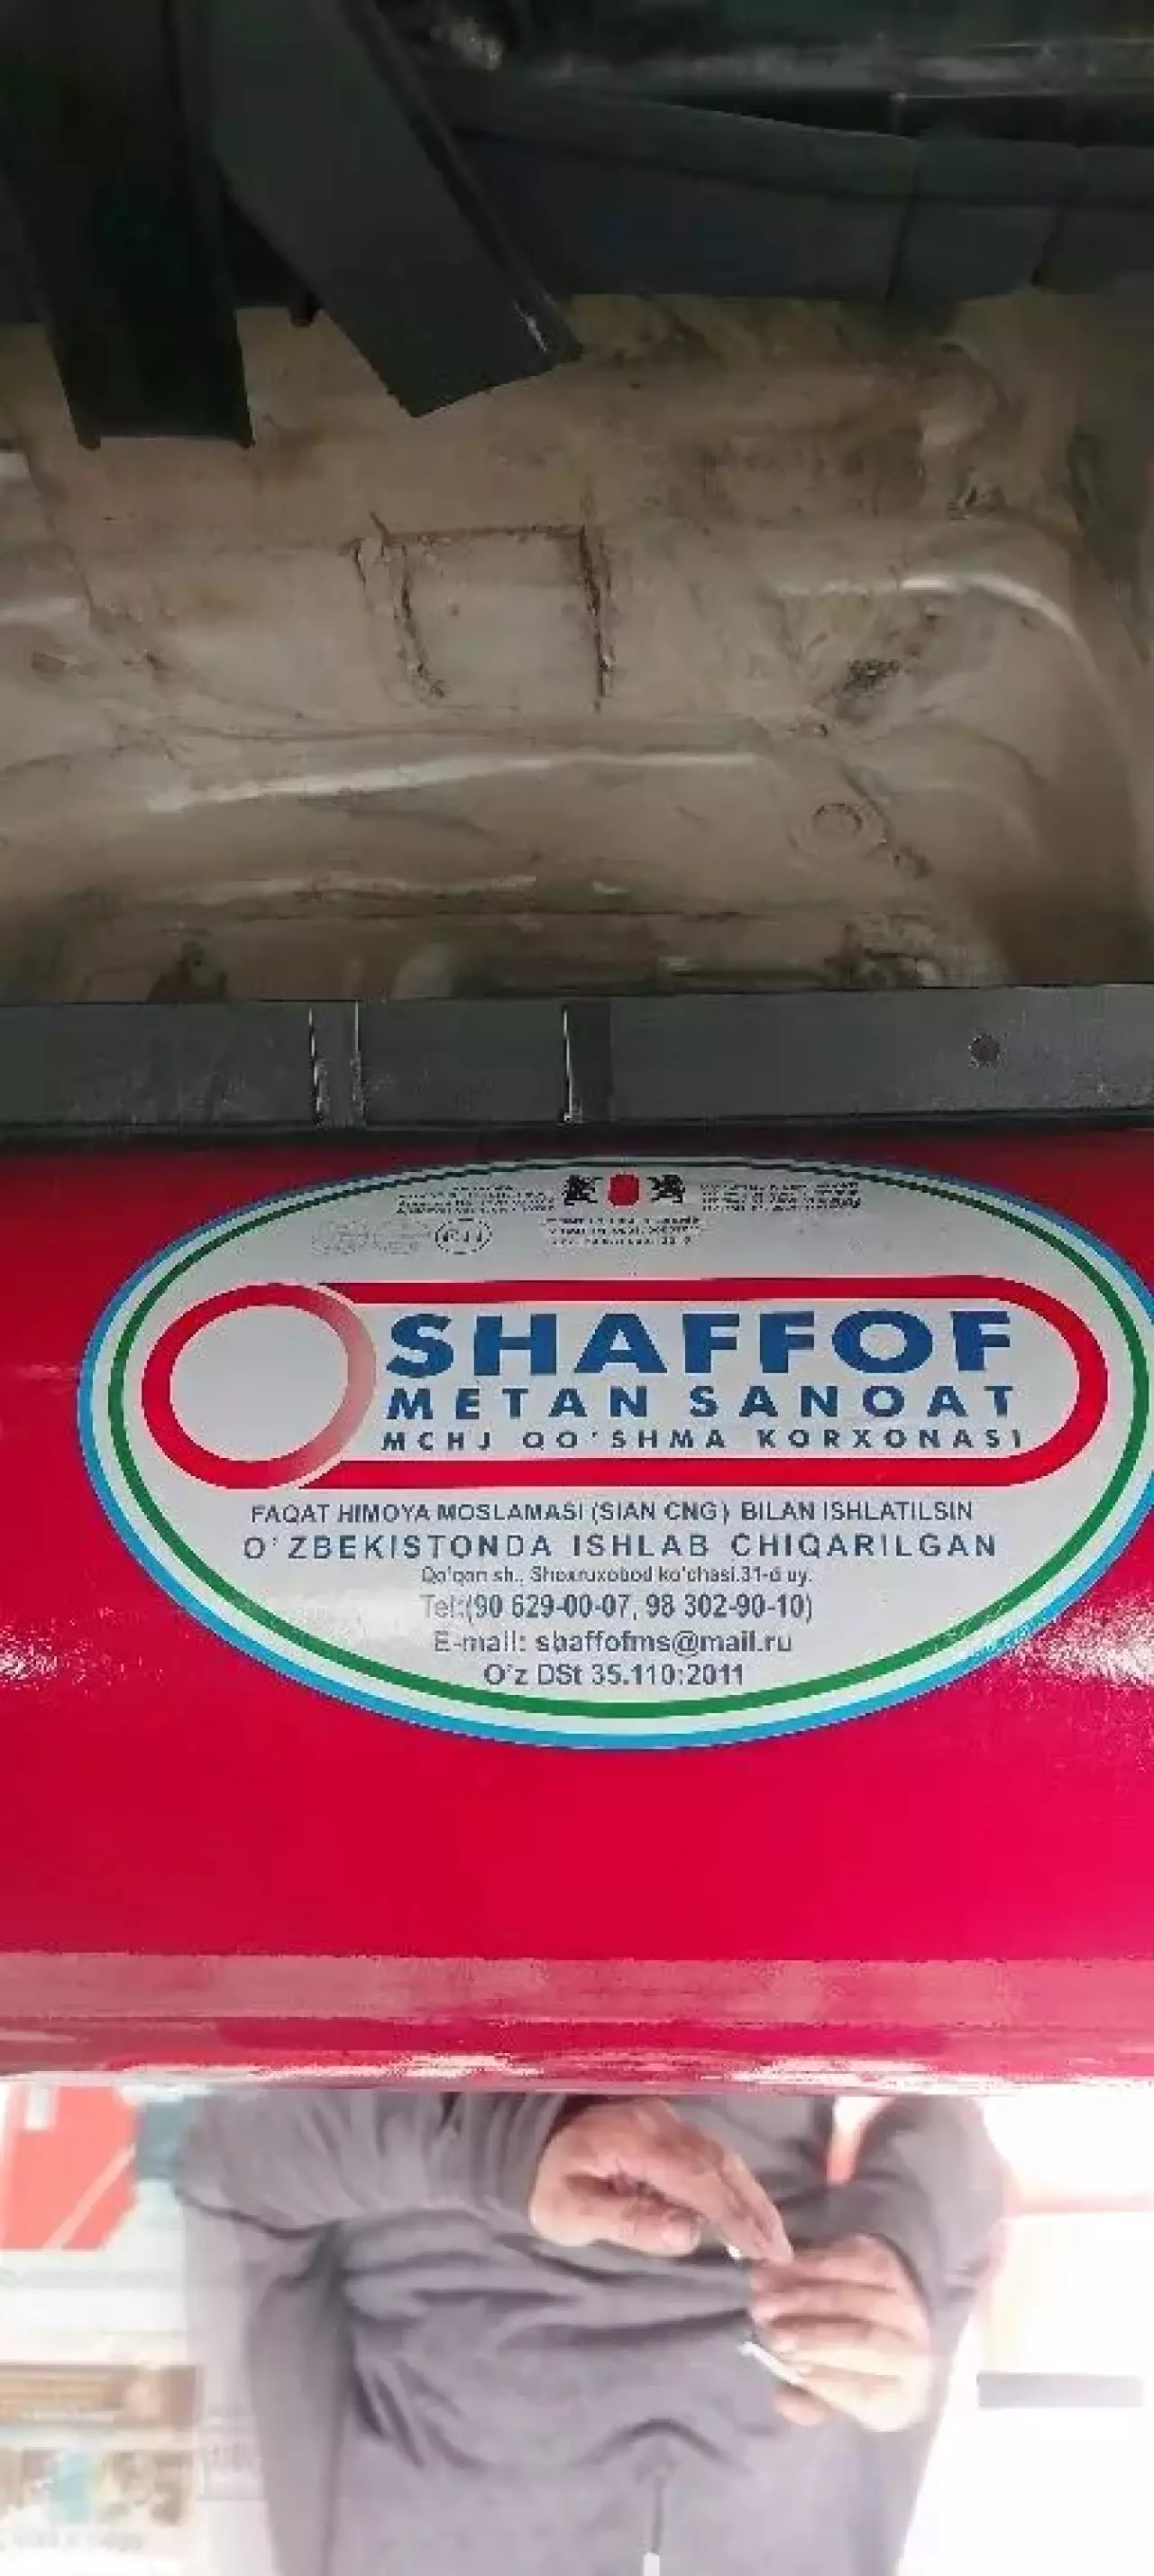 SHAFFOF
METAN SANOAT
MCHJ QO'SHMA KORXONASI
FAQAT HIMOYA MOSLAMASI (SIAN CNG) BILAN ISHLATILSIN
O'ZBEKISTONDA ISHLAB CHIQARILGAN
Qo'qon sh., Shoxruxobod ko'chasi.31-d uy.
Tel:(90 629-00-07, 98 302-90-10)
E-mail: shaffofms@mail.ru
O'z DSt 35.110:2011